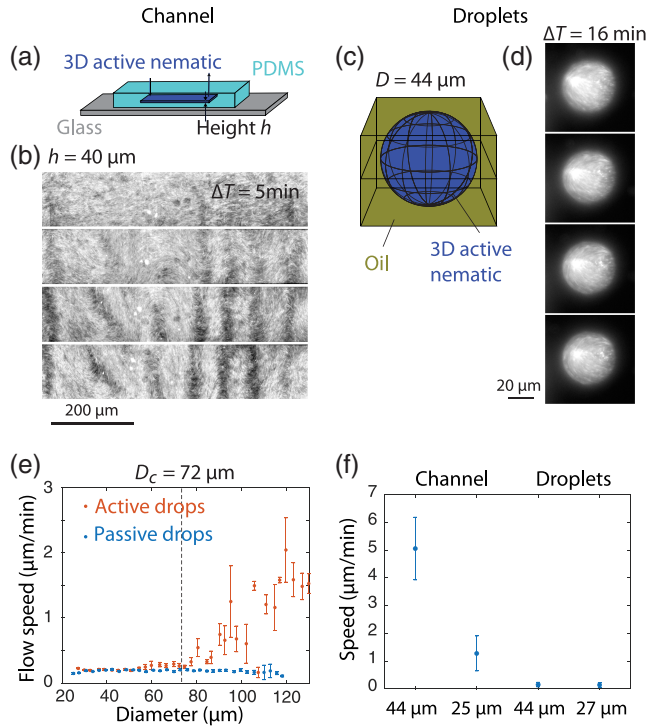 Channel
Droplets
(a)
3D active nematic
PDMS
Glass
Height h
(b)
h = 40 µm
ΔT = 5min
200 µm
(c)
D = 44 µm
Oil
3D active
nematic
(d)
ΔT = 16 min
20 µm
(e)
D_c = 72 µm
Active drops
Passive drops
Flow speed (µm/min)
3
2
1
0
20 40 60 80 100 120
Diameter (µm)
(f)
Channel Droplets
Speed (µm/min)
7
6
5
4
3
2
1
0
44 µm 25 µm 44 µm 27 µm